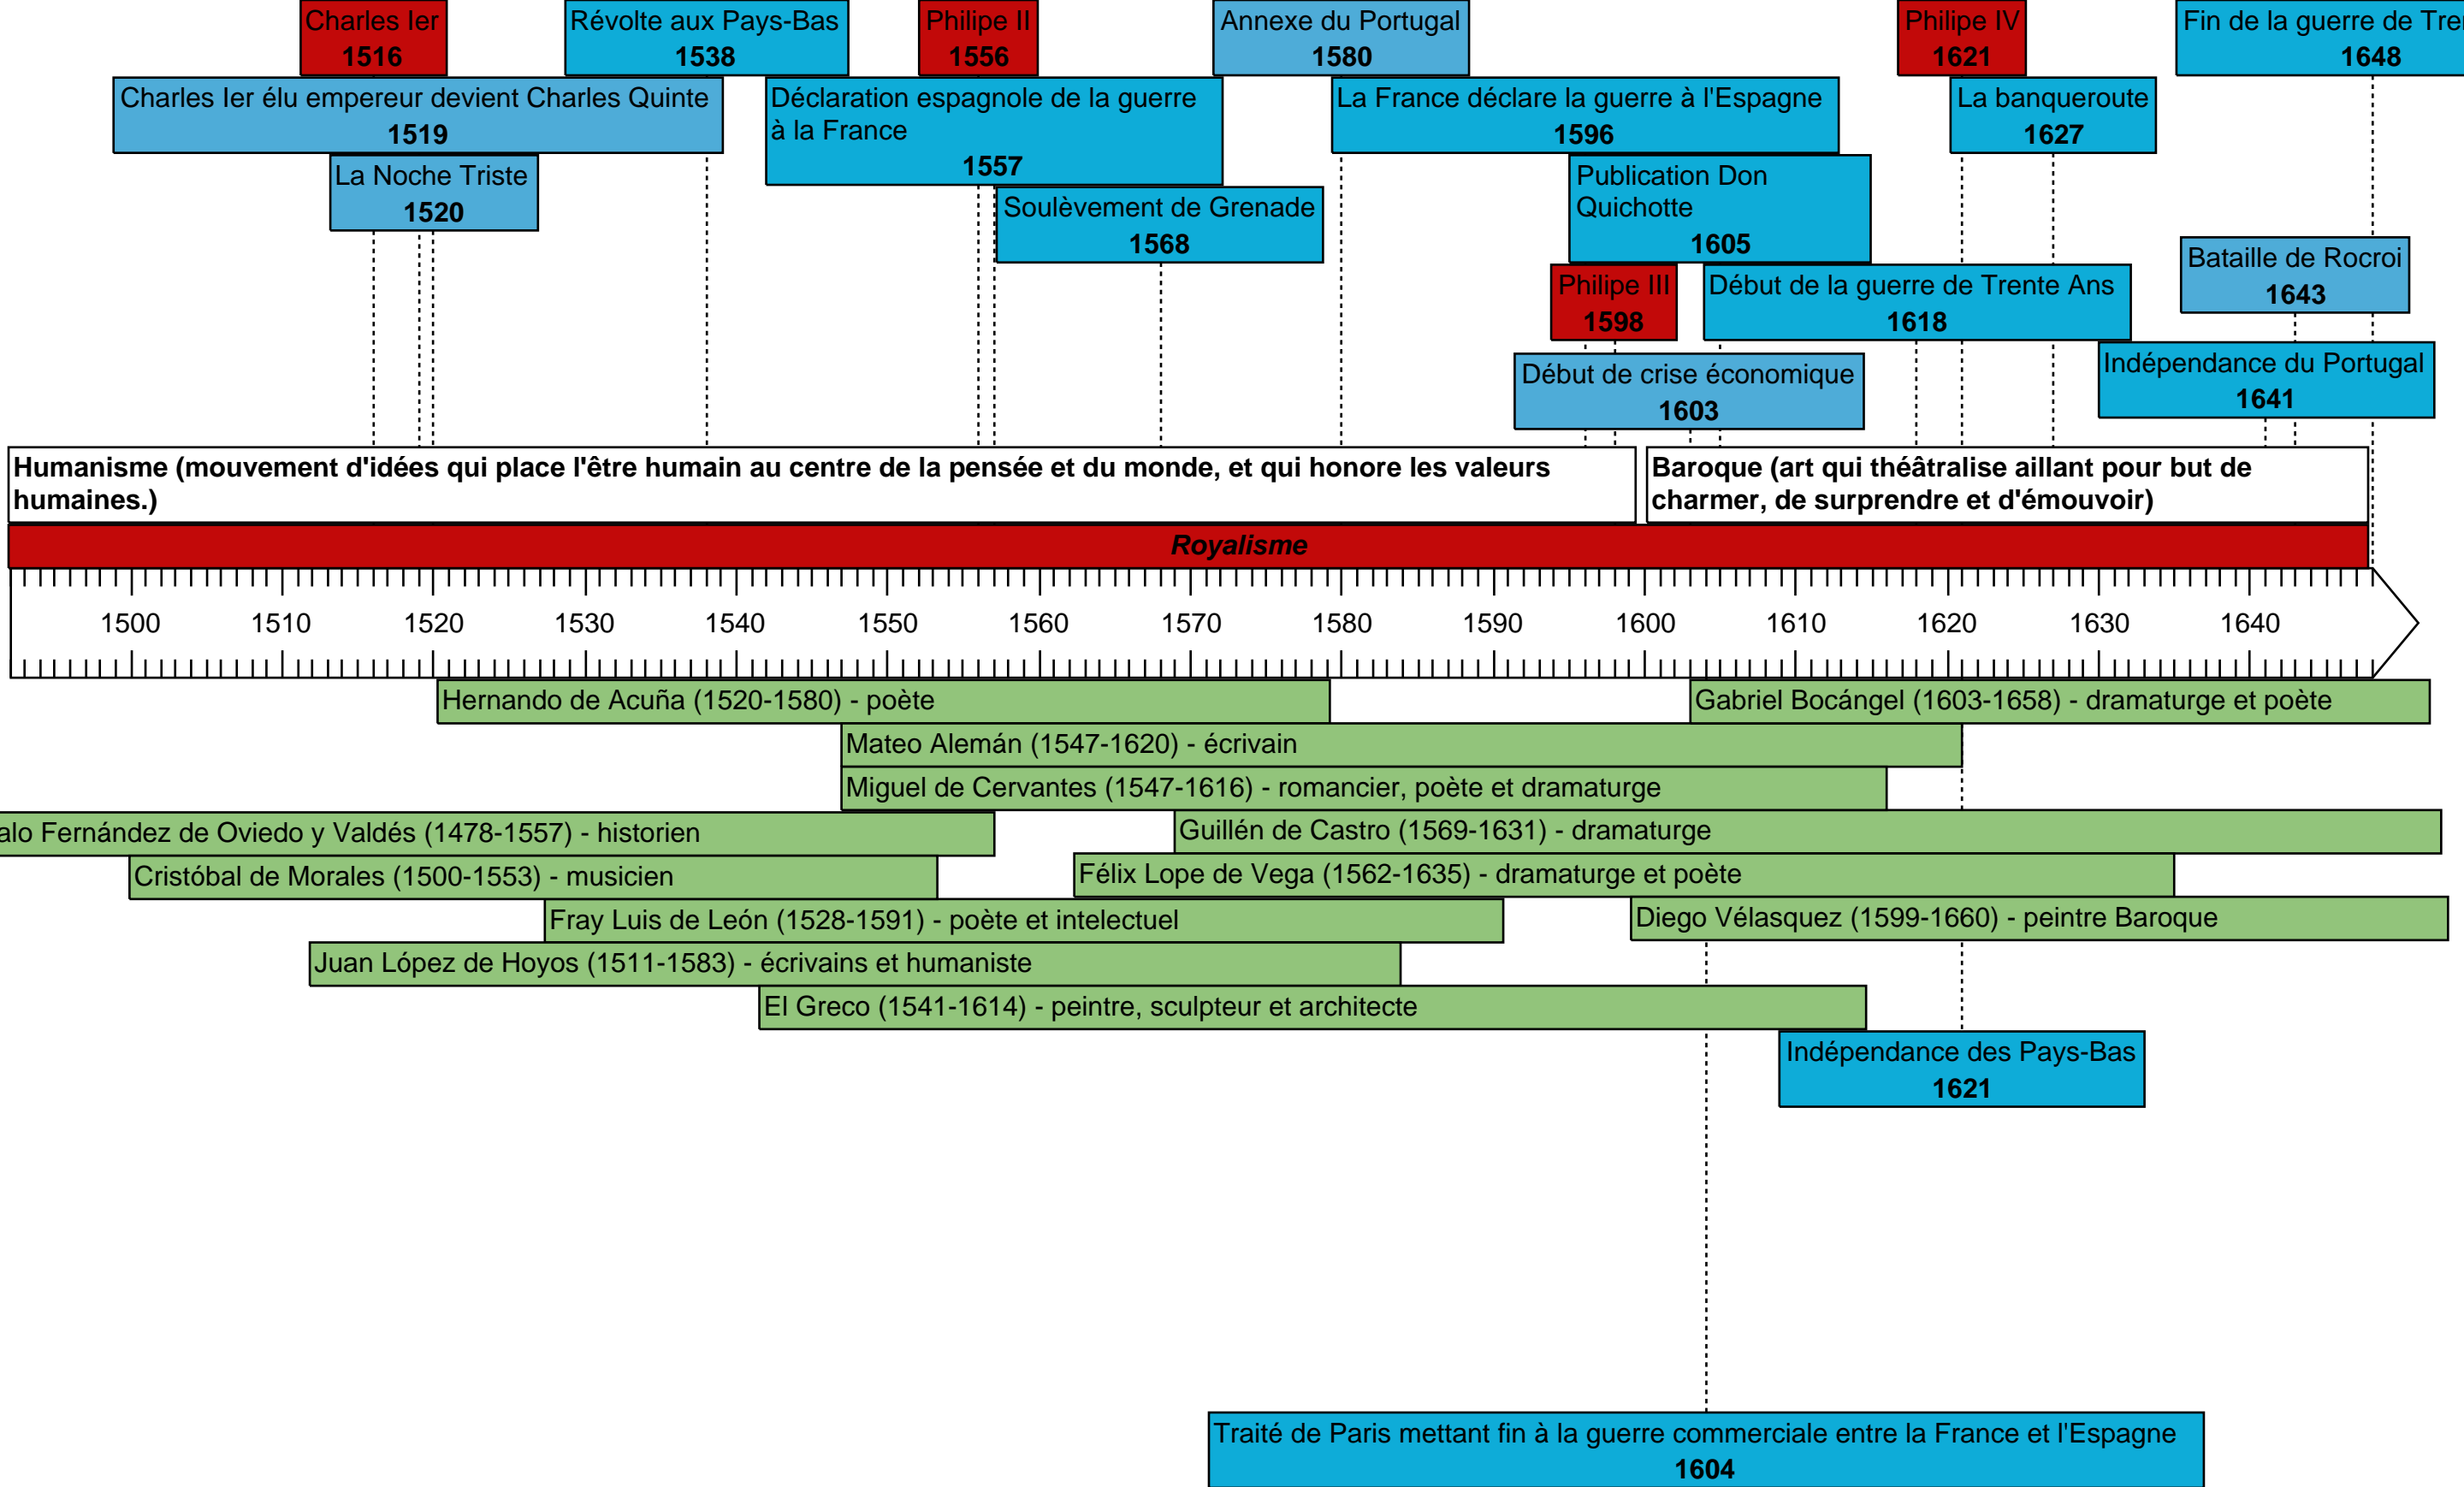 Charles Ier
1516
Révolte aux Pays-Bas
1538
Philipe II
1556
Annexe du Portugal
1580
Philipe IV
1621
Fin de la guerre de
1648
Charles Ier élu empereur devient Charles Quinte
1519
Déclaration espagnole de la guerre
à la France
1557
La France déclare la guerre à l'Espagne
1596
La banqueroute
1627
La Noche Triste
1520
Publication Don
Quichotte
1605
Soulèvement de Grenade
1568
Bataille de Rocroi
1643
Philipe III
1598
Début de la guerre de Trente Ans
1618
Indépendance du Portugal
1641
Début de crise économique
1603
Humanisme (mouvement d'idées qui place l'être humain au centre de la pensée et du monde, et qui honore les valeurs
humaines.)
Baroque (art qui théâtralise aillant pour but de
charmer, de surprendre et d'émouvoir)
Royalisme
1500 1510 1520 1530 1540 1550 1560 1570 1580 1590 1600 1610 1620 1630 1640
Hernando de Acuña (1520-1580) - poète
Gabriel Bocángel (1603-1658) - dramaturge et poète
Mateo Alemán (1547-1620) - écrivain
Miguel de Cervantes (1547-1616) - romancier, poète et dramaturge
alo Fernández de Oviedo y Valdés (1478-1557) - historien
Guillén de Castro (1569-1631) - dramaturge
Cristóbal de Morales (1500-1553) - musicien
Félix Lope de Vega (1562-1635) - dramaturge et poète
Fray Luis de León (1528-1591) - poète et intelectuel
Diego Vélasquez (1599-1660) - peintre Baroque
Juan López de Hoyos (1511-1583) - écrivains et humaniste
El Greco (1541-1614) - peintre, sculpteur et architecte
Indépendance des Pays-Bas
1621
Traité de Paris mettant fin à la guerre commerciale entre la France et l'Espagne
1604